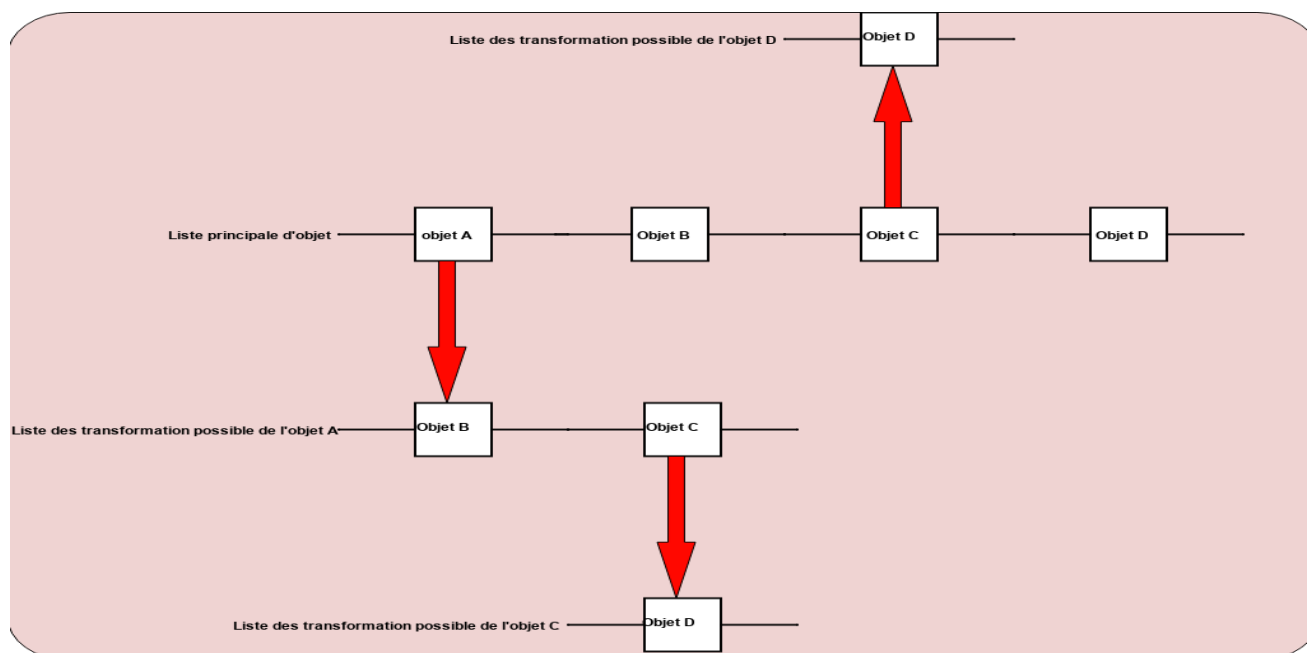 Liste des transformation possible de l'objet D
Objet D
Liste principale d'objet
objet A
Objet B
Objet C
Objet D
Liste des transformation possible de l'objet A
Objet B
Objet C
Liste des transformation possible de l'objet C
Objet D